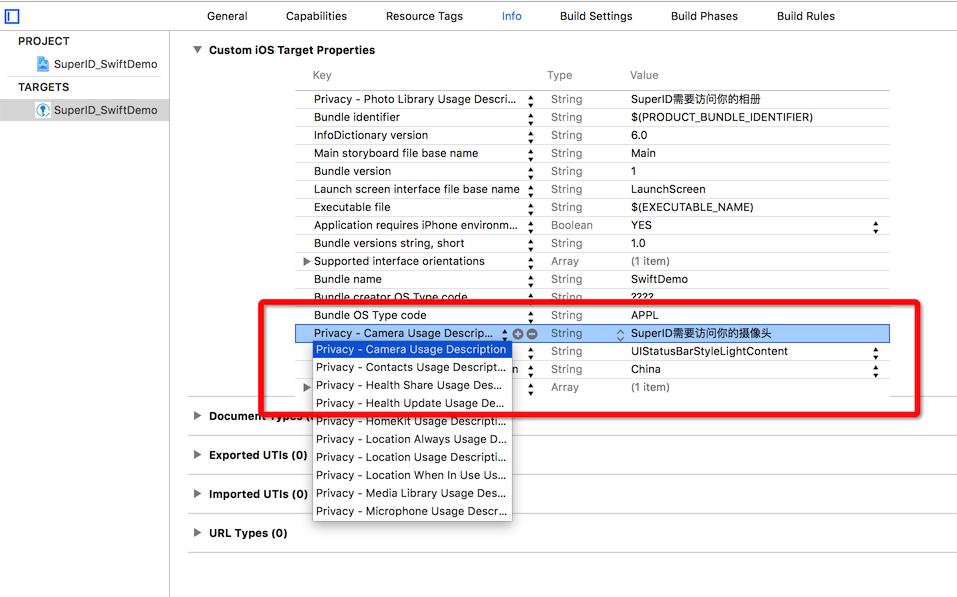 General Capabilities Resource Tags Info Build Settings Build Phases Build Rules
PROJECT
SuperID_SwiftDemo
TARGETS
SuperID_SwiftDemo
Custom iOS Target Properties
Key Type Value
Privacy - Photo Library Usage Descri... String SuperID需要访问你的相册
Bundle identifier String $(PRODUCT_BUNDLE_IDENTIFIER)
InfoDictionary version String 6.0
Main storyboard file base name String Main
Bundle version String 1
Launch screen interface file base name String LaunchScreen
Executable file String $(EXECUTABLE_NAME)
Application requires iPhone environm... Boolean YES
Bundle versions string, short String 1.0
Supported interface orientations Array (1 item)
Bundle name String SwiftDemo
Bundle creator OS Type code String ????
Bundle OS Type code String APPL
Privacy - Camera Usage Descrip... String SuperID需要访问你的摄像头
Privacy - Camera Usage Description String UIStatusBarStyleLightContent
Privacy - Contacts Usage Descript... n String China
Privacy - Health Share Usage Des... Array (1 item)
Privacy - Health Update Usage De...
Document Types (
Privacy - HomeKit Usage Descripti...
Privacy - Location Always Usage D...
Exported UTIs (0) Privacy - Location Usage Descripti...
Privacy - Location When In Use Us...
Imported UTIs (0) Privacy - Media Library Usage Des...
Privacy - Microphone Usage Descr...
URL Types (0)